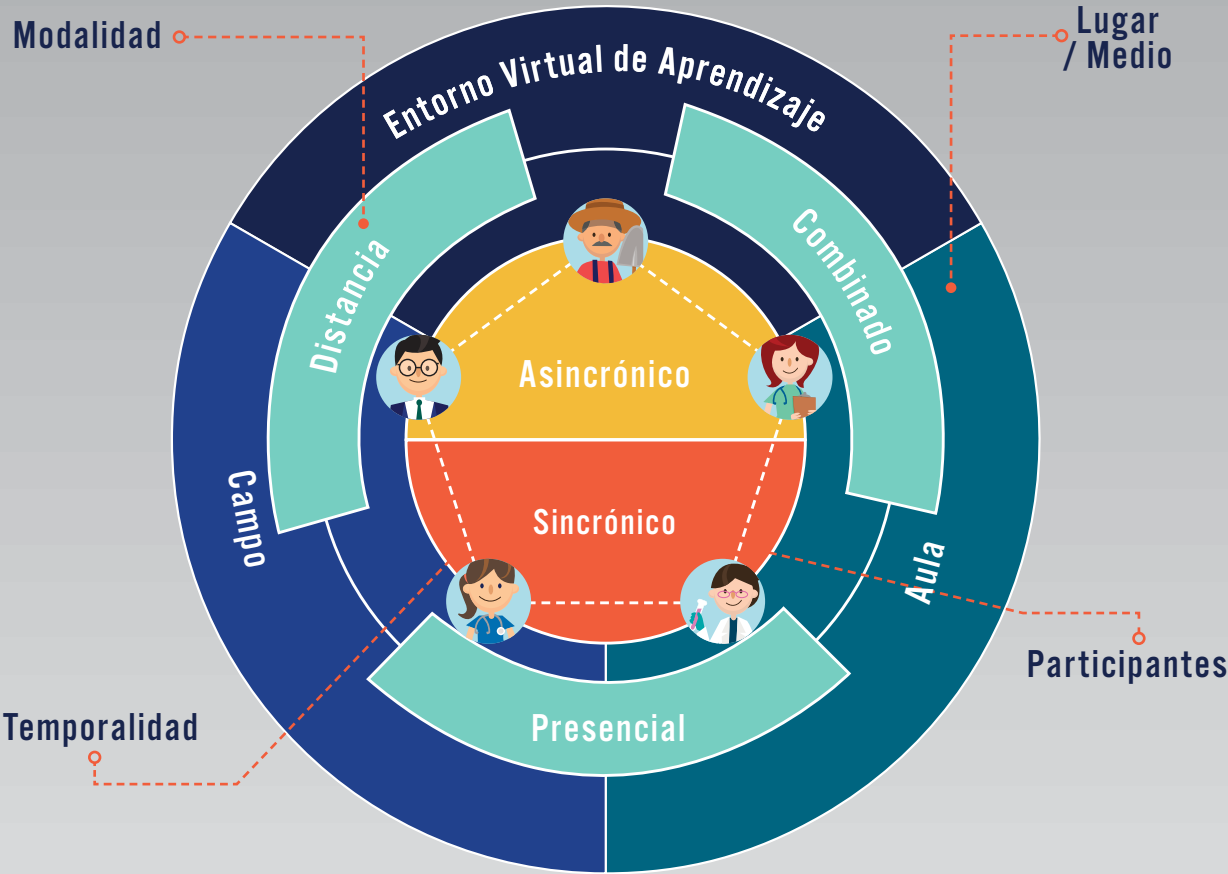 Modalidad
Lugar
/ Medio
Entorno Virtual de Aprendizaje
Distancia
Combinado
Asincrónico
Sincrónico
Campo
Aula
Participantes
Temporalidad
Presencial